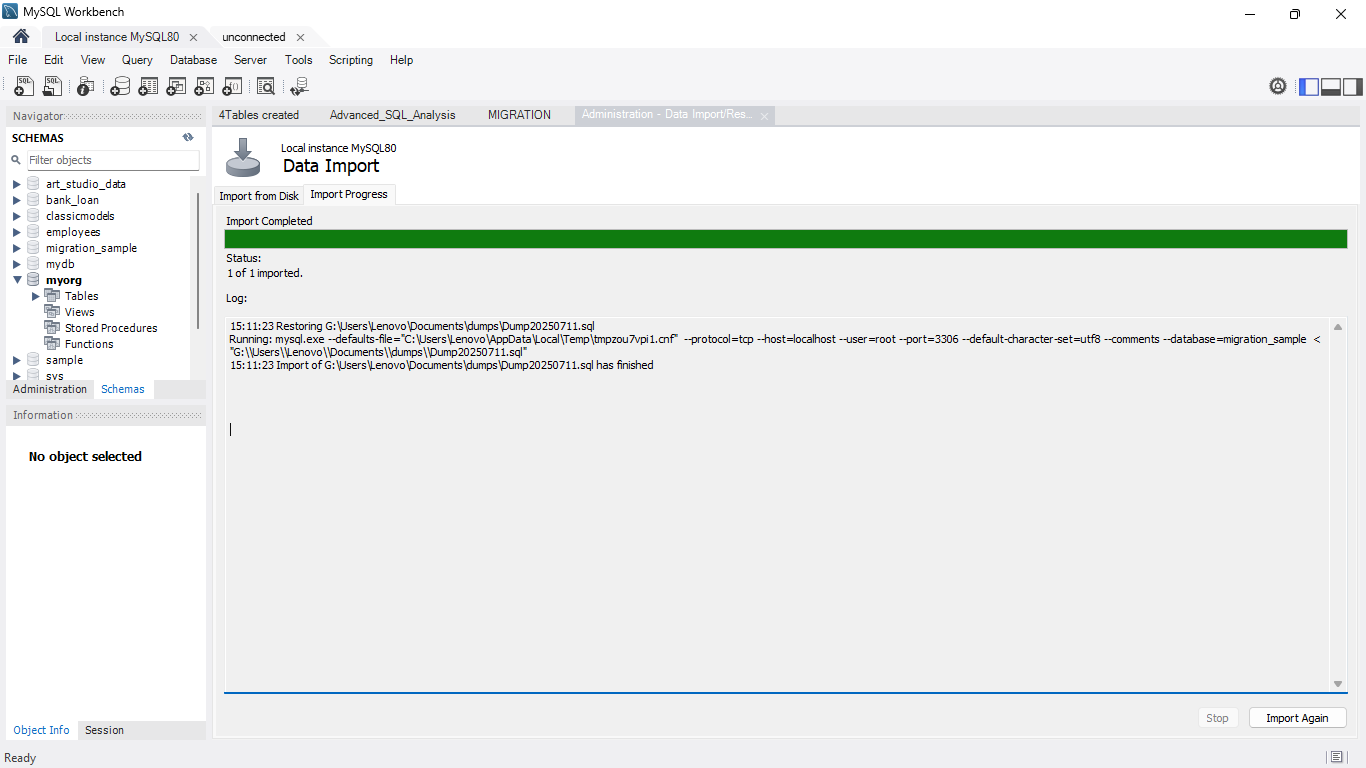 MySQL Workbench
Local instance MySQL80
unconnected
File Edit View Query Database Server Tools Scripting Help
Navigator
SCHEMAS
Filter objects
art_studio_data
bank_loan
classicmodels
employees
migration_sample
mydb
myorg
Tables
Views
Stored Procedures
Functions
sample
sys
Administration Schemas
Information
No object selected
Object Info Session
4Tables created Advanced_SQL_Analysis MIGRATION Administration - Data Import/Res...
Local instance MySQL80
Data Import
Import from Disk Import Progress
Import Completed
Status:
1 of 1 imported.
Log:
15:11:23 Restoring G:\Users\Lenovo\Documents\dumps\Dump20250711.sql
Running: mysql.exe --defaults-file="C:\Users\Lenovo\AppData\Local\Temp\tmpzou7vpi1.cnf" --protocol=tcp --host=localhost --user=root --port=3306 --default-character-set=utf8 --comments --database=migration_sample <
"G:\\Users\\Lenovo\\Documents\\dumps\\Dump20250711.sql"
15:11:23 Import of G:\Users\Lenovo\Documents\dumps\Dump20250711.sql has finished
Stop Import Again
Ready